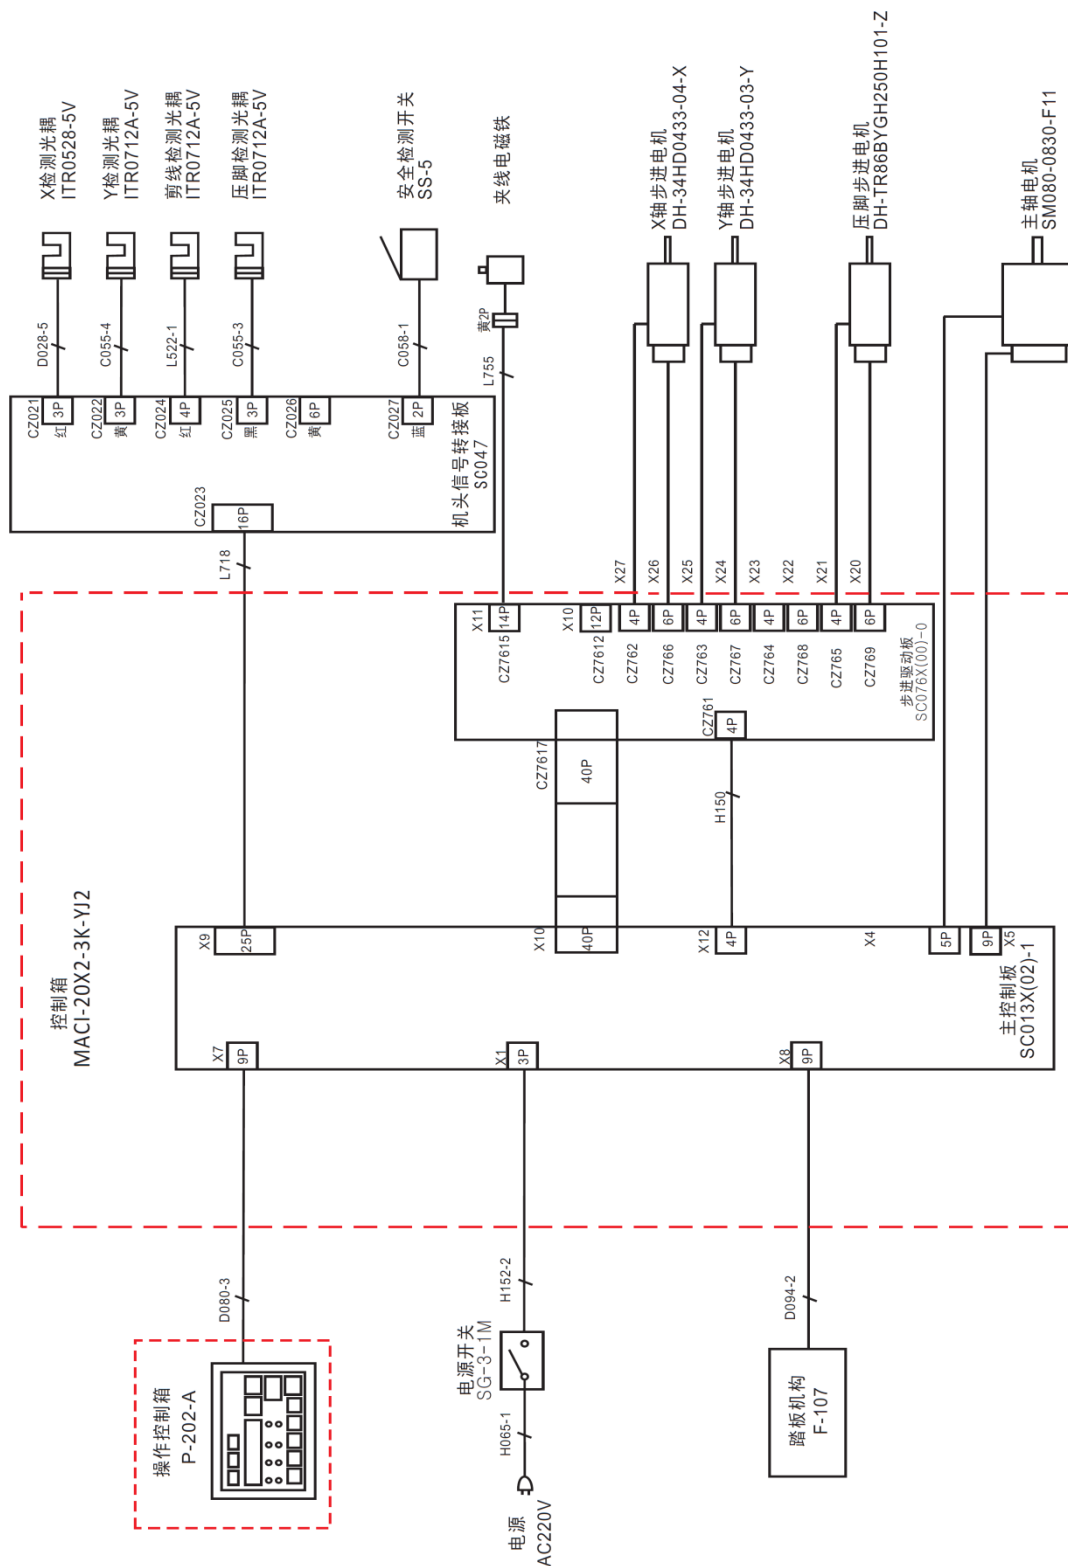 X检测光耦
ITR0528-5V
Y检测光耦
ITR0712A-5V
剪线检测光耦
ITR0712A-5V
压脚检测光耦
ITR0712A-5V
安全检测开关
SS-5
夹线电磁铁
X轴步进电机
DH-34HD0433-04-X
Y轴步进电机
DH-34HD0433-03-Y
压脚步进电机
DH-TR86BYGH250H101-Z
主轴电机
SM080-0830-F11
D028-5
C055-4
L522-1
C055-3
C058-1
黄2P
L755
CZ021
3P
红
CZ022
3P
黄
CZ024
4P
红
CZ025
3P
黑
CZ026
6P
黄
CZ027
2P
蓝
CZ023
16P
机头信号转接板
SC047
L718
X11
14P
CZ7615
X10
12P
CZ7612
X27
4P
CZ762
X26
6P
CZ766
X25
4P
CZ763
X24
6P
CZ767
X23
4P
CZ764
X22
6P
CZ768
X21
4P
CZ765
X20
6P
CZ769
步进驱动板
SC076X(00)-0
CZ7617
40P
CZ761
4P
H150
控制箱
MACI-20X2-3K-YJ2
X9
25P
X10
40P
X12
4P
X4
5P
9P
X5
主控制板
SC013X(02)-1
X7
9P
X1
3P
X8
9P
D080-3
H152-2
D094-2
操作控制箱
P-202-A
电源开关
SG-3-1M
H065-1
电源
AC220V
踏板机构
F-107